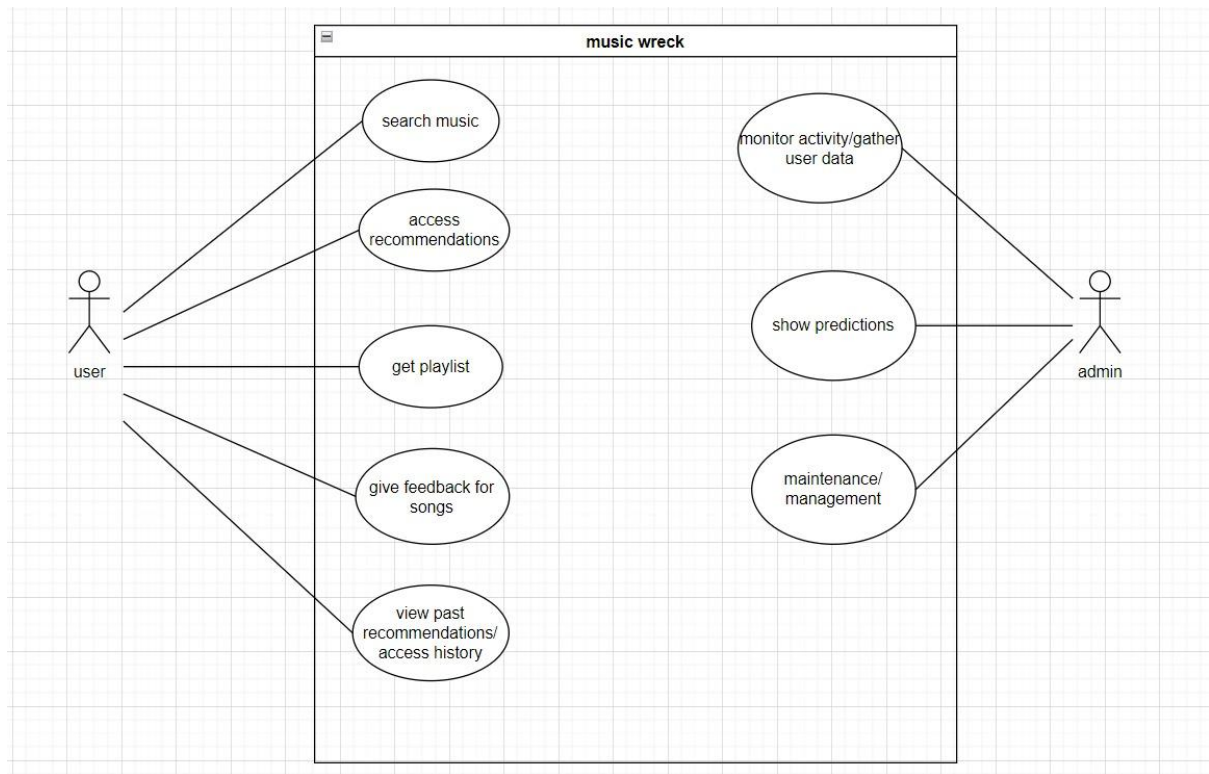 music wreck
search music
access
recommendations
get playlist
give feedback for
songs
view past
recommendations/
access history
user
monitor activity/gather
user data
show predictions
maintenance/
management
admin